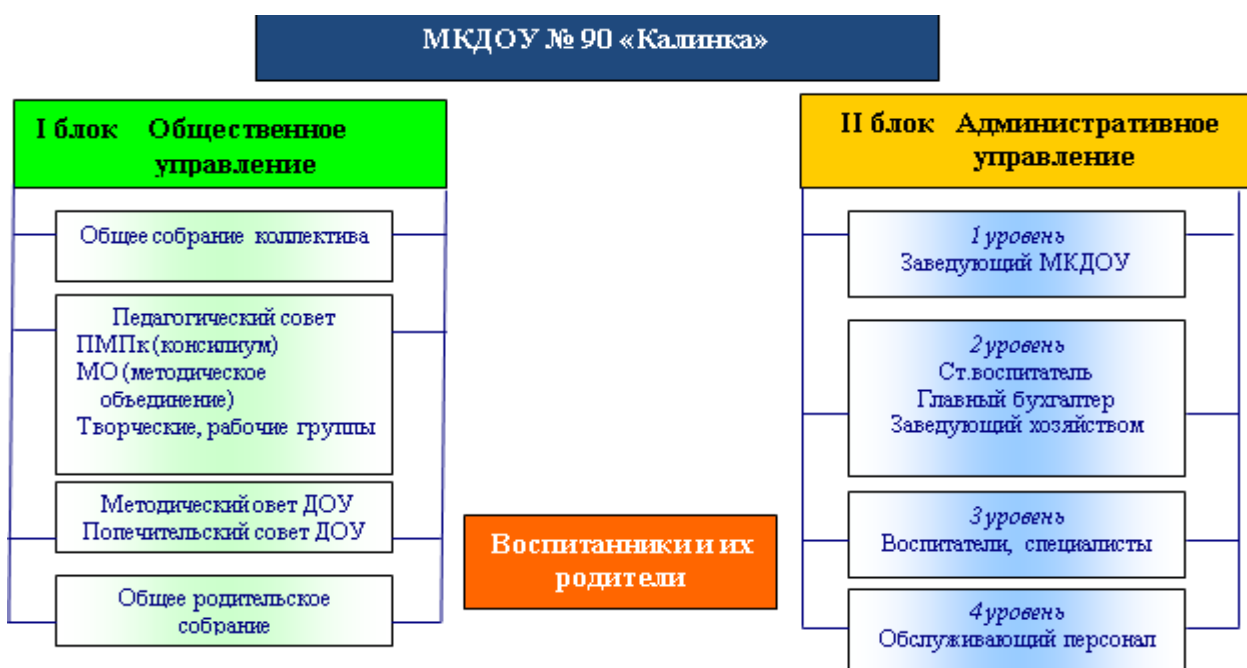 МКДОУ № 90 «Калинка»
I блок Общественное
управление
Общее собрание коллектива
Педагогический совет
ПМПк (консилиум)
МО (методическое
объединение)
Творческие, рабочие группы
Методический овет ДОУ
Попечительский совет ДОУ
Общее родительское
собрание
Воспитанники и их
родители
II блок Административное
управление
1 уровень
Заведующий МКДОУ
2 уровень
Ст.воспитатель
Главный бухгалтер
Заведующий хозяйством
3 уровень
Воспитатели, специалисты
4 уровень
Обслуживающий персонал